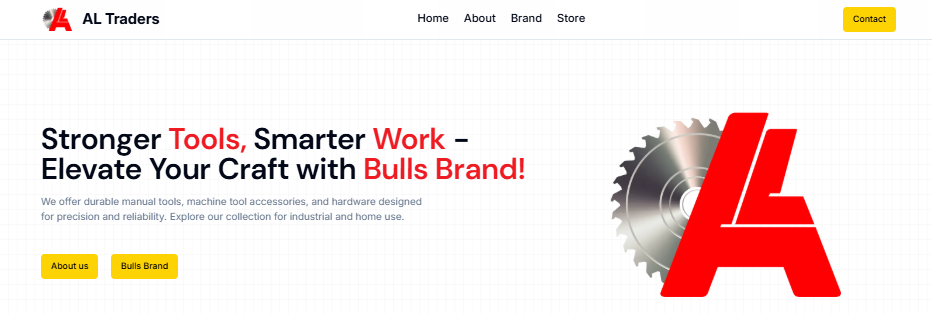 AL Traders
Home About Brand Store
Contact
Stronger Tools, Smarter Work –
Elevate Your Craft with Bulls Brand!
We offer durable manual tools, machine tool accessories, and hardware designed
for precision and reliability. Explore our collection for industrial and home use.
About us
Bulls Brand